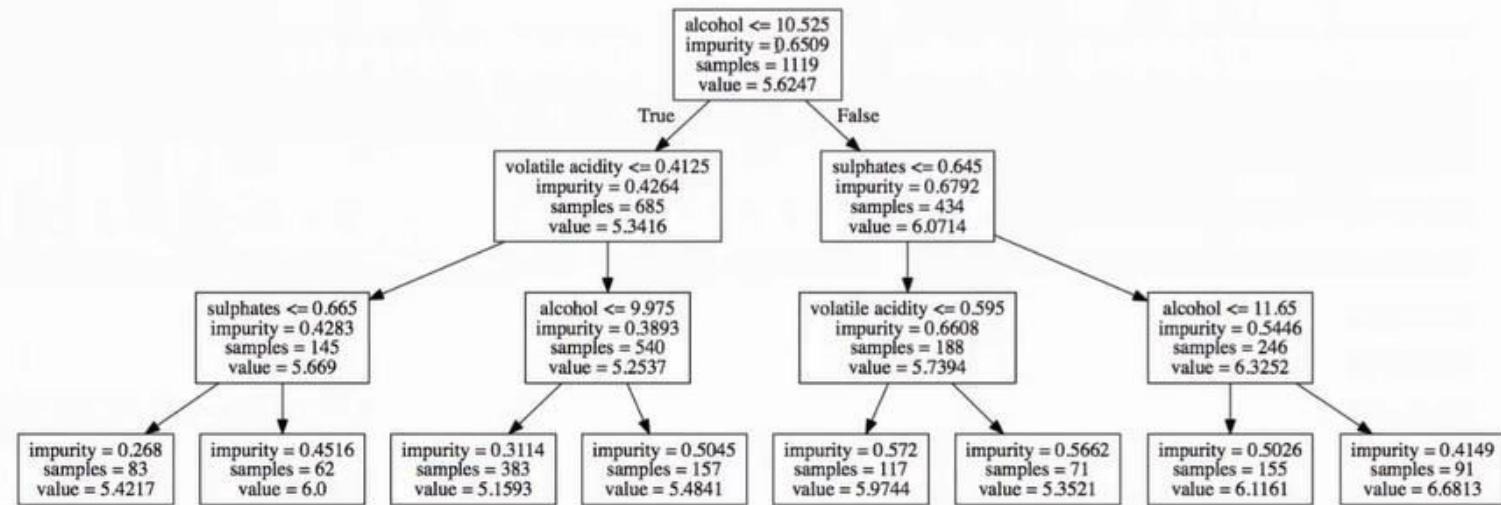 alcohol <= 10.525
impurity = 0.6509
samples = 1119
value = 5.6247
True
False
volatile acidity <= 0.4125
impurity = 0.4264
samples = 685
value = 5.3416
sulphates <= 0.645
impurity = 0.6792
samples = 434
value = 6.0714
sulphates <= 0.665
impurity = 0.4283
samples = 145
value = 5.669
alcohol <= 9.975
impurity = 0.3893
samples = 540
value = 5.2537
volatile acidity <= 0.595
impurity = 0.6608
samples = 188
value = 5.7394
alcohol <= 11.65
impurity = 0.5446
samples = 246
value = 6.3252
impurity = 0.268
samples = 83
value = 5.4217
impurity = 0.4516
samples = 62
value = 6.0
impurity = 0.3114
samples = 383
value = 5.1593
impurity = 0.5045
samples = 157
value = 5.4841
impurity = 0.572
samples = 117
value = 5.9744
impurity = 0.5662
samples = 71
value = 5.3521
impurity = 0.5026
samples = 155
value = 6.1161
impurity = 0.4149
samples = 91
value = 6.6813